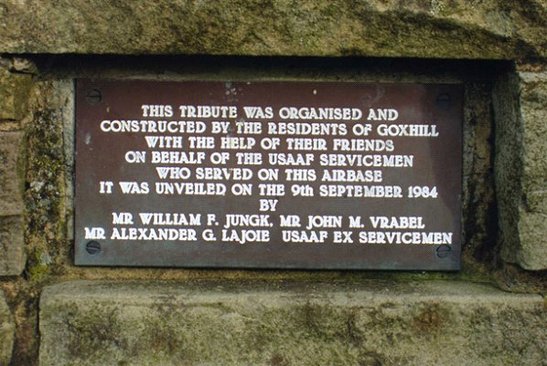 THIS TRIBUTE WAS ORGANISED AND
CONSTRUCTED BY THE RESIDENTS OF GOXHILL
WITH THE HELP OF THEIR FRIENDS
ON BEHALF OF THE USAAF SERVICEMEN
WHO SERVED ON THIS AIRBASE
IT WAS UNVEILED ON THE 9TH SEPTEMBER 1984
BY
MR WILLIAM F. JUNGK, MR JOHN M. VRABEL
MR ALEXANDER G. LAJOIE USAAF EX SERVICEMEN